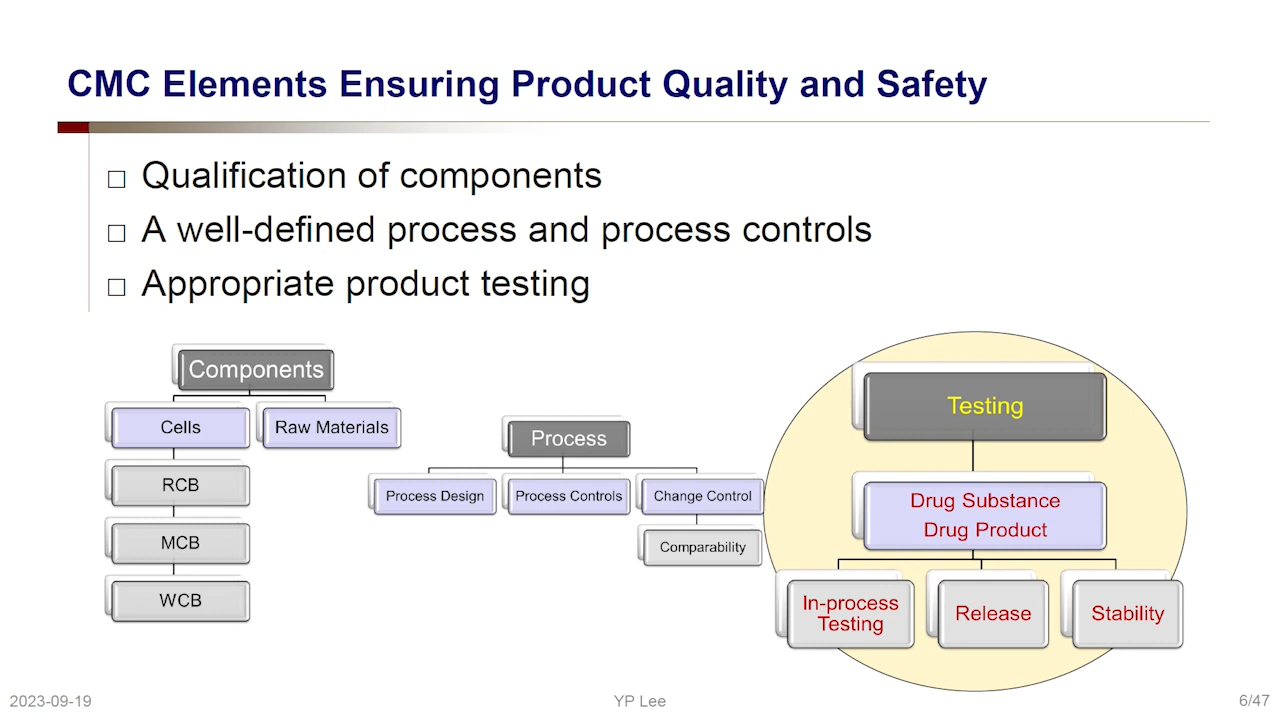 CMC Elements Ensuring Product Quality and Safety
Qualification of components
A well-defined process and process controls
Appropriate product testing
Components
Cells
Raw Materials
RCB
MCB
WCB
Process
Process Design
Process Controls
Change Control
Comparability
Testing
Drug Substance
Drug Product
In-process
Testing
Release
Stability
2023-09-19
YP Lee
6/47